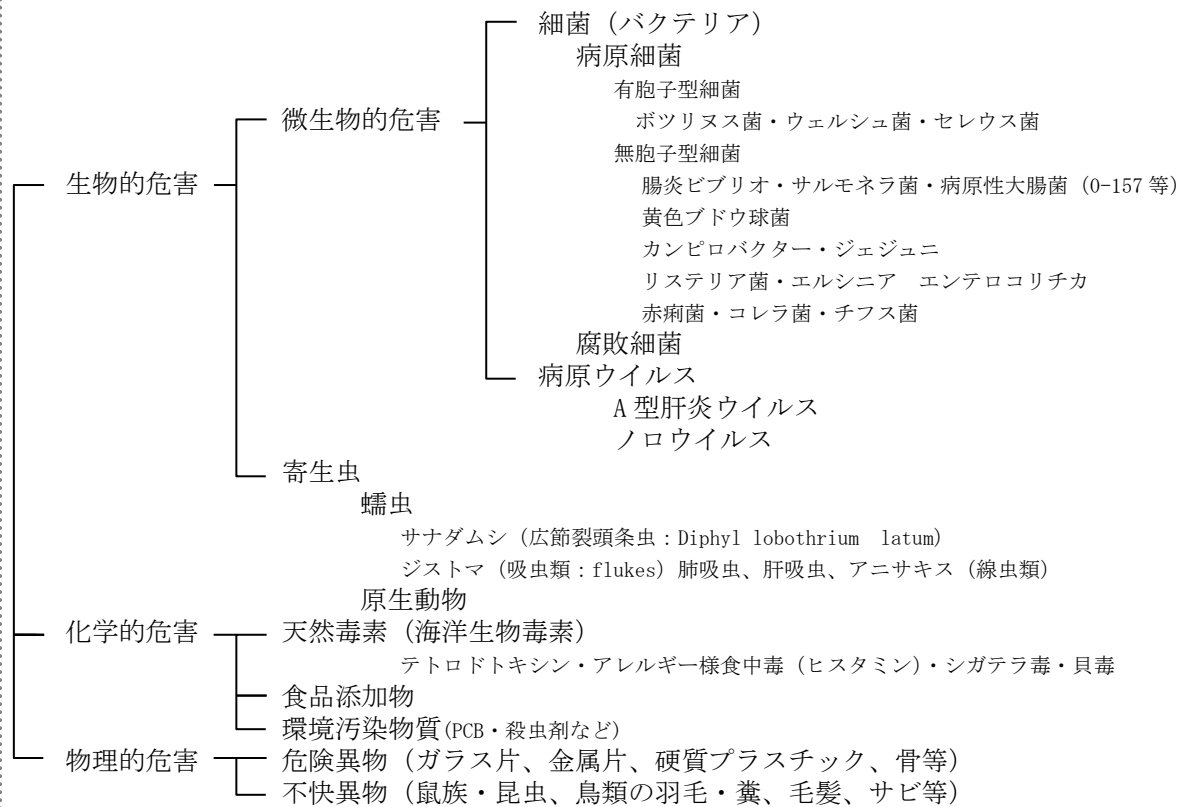 細菌（バクテリア）
病原細菌
有胞子型細菌
ボツリヌス菌・ウェルシュ菌・セレウス菌
微生物的危害
無胞子型細菌
生物的危害
腸炎ビブリオ・サルモネラ菌・病原性大腸菌（0-157 等）
黄色ブドウ球菌
カンピロバクター・ジェジュニ
リステリア菌・エルシニア　エンテロコリチカ
赤痢菌・コレラ菌・チフス菌
腐敗細菌
病原ウイルス
A 型肝炎ウイルス
ノロウイルス
寄生虫
蠕虫
サナダムシ（広節裂頭条虫：Diphyl lobothrium　latum）
ジストマ（吸虫類：flukes）肺吸虫、肝吸虫、アニサキス（線虫類）
原生動物
化学的危害 天然毒素（海洋生物毒素）
テトロドトキシン・アレルギー様食中毒（ヒスタミン）・シガテラ毒・貝毒
食品添加物
環境汚染物質(PCB・殺虫剤など）
物理的危害 危険異物（ガラス片、金属片、硬質プラスチック、骨等）
不快異物（鼠族・昆虫、鳥類の羽毛・糞、毛髪、サビ等）